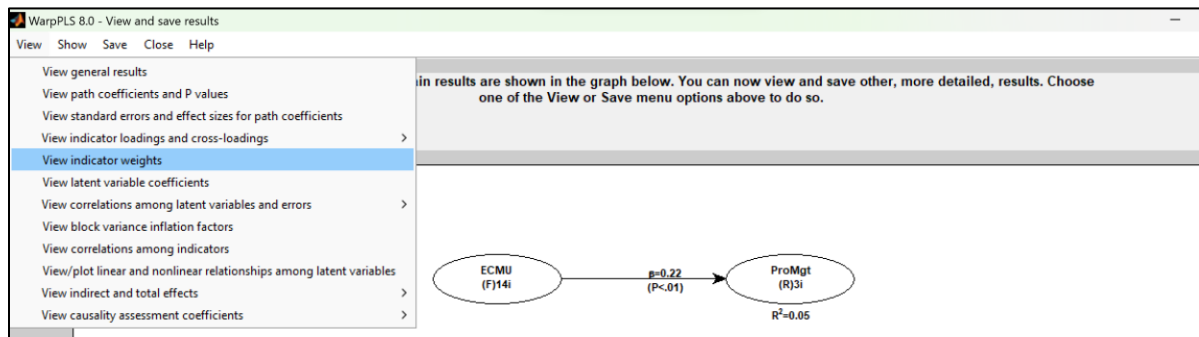 WarpPLS 8.0 - View and save results
View Show Save Close Help
View general results
View path coefficients and P values
View standard errors and effect sizes for path coefficients
View indicator loadings and cross-loadings
View indicator weights
View latent variable coefficients
View correlations among latent variables and errors
View block variance inflation factors
View correlations among indicators
View/plot linear and nonlinear relationships among latent variables
View indirect and total effects
View causality assessment coefficients
results are shown in the graph below. You can now view and save other, more detailed, results. Choose
one of the View or Save menu options above to do so.
ECMU
(F)14i
β=0.22
(P<.01)
ProMgt
(R)3i
R²=0.05